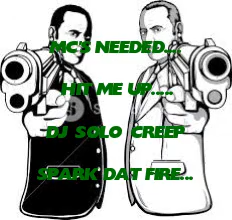 MC'S NEEDED....
HIT ME UP.....
DJ SOLO CREEP
SPARK DAT FIRE...